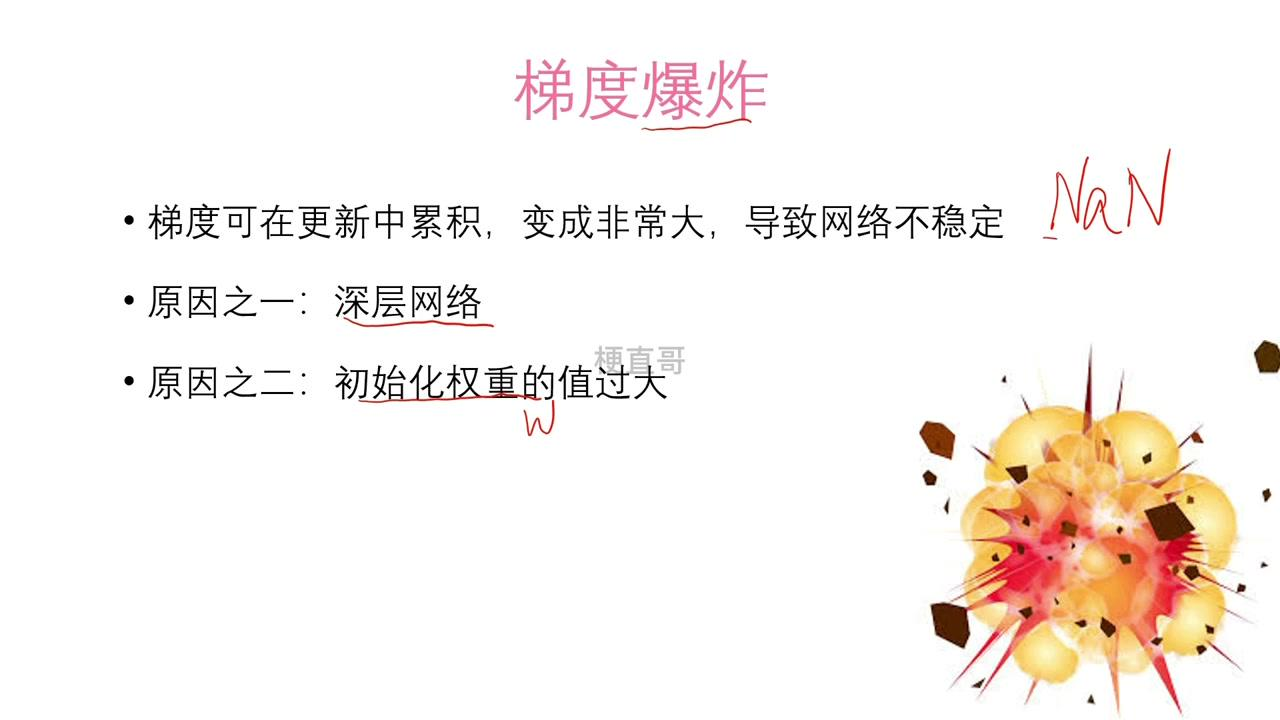 梯度爆炸
• 梯度可在更新中累积，变成非常大，导致网络不稳定
NaN
• 原因之一：深层网络
梗直哥
• 原因之二：初始化权重的值过大
W